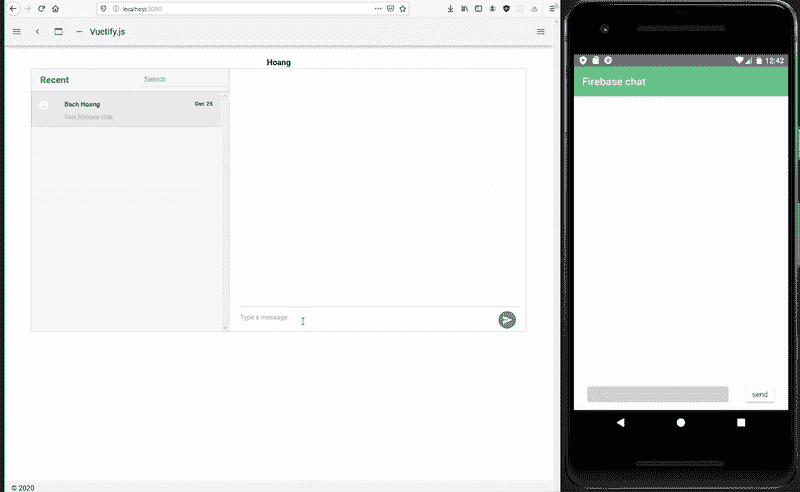 localhost:3000
Vuetify.js
Hoang
Recent
Search
Bach Hoang
Dec 25
Test firebase chat
Type a message
© 2020
12:42
Firebase chat
send